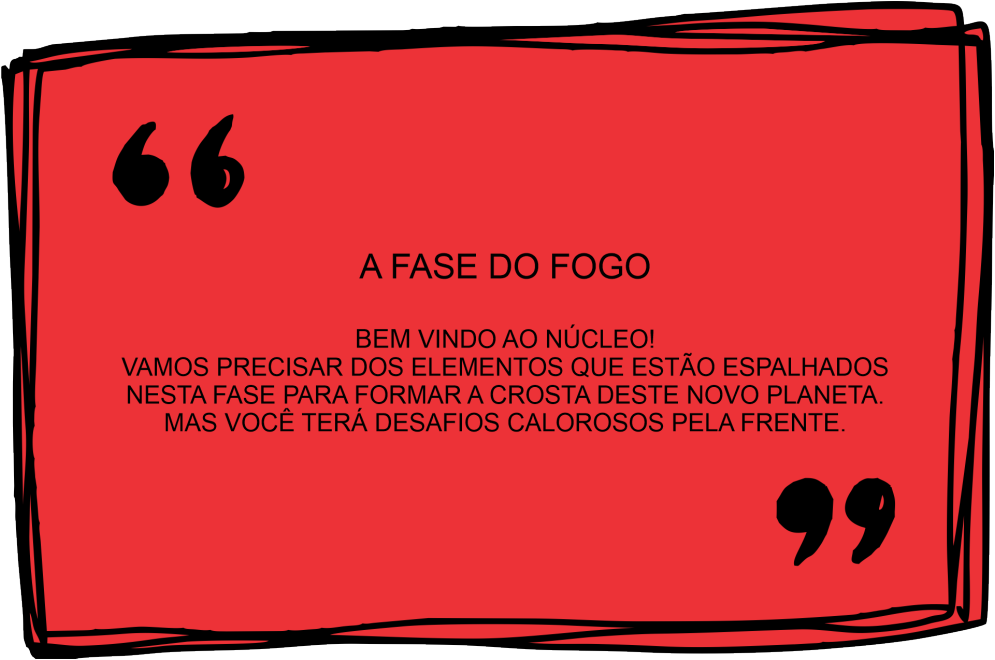 A FASE DO FOGO
BEM VINDO AO NÚCLEO!
VAMOS PRECISAR DOS ELEMENTOS QUE ESTÃO ESPALHADOS
NESTA FASE PARA FORMAR A CROSTA DESTE NOVO PLANETA.
MAS VOCÊ TERÁ DESAFIOS CALOROSOS PELA FRENTE.